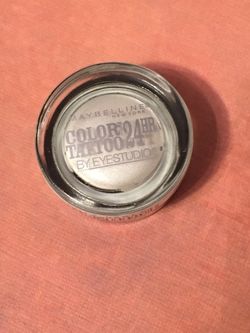 MAYBELLINE
NEW YORK
COLOR 24HR
TATTOO
BY EYESTUDIO